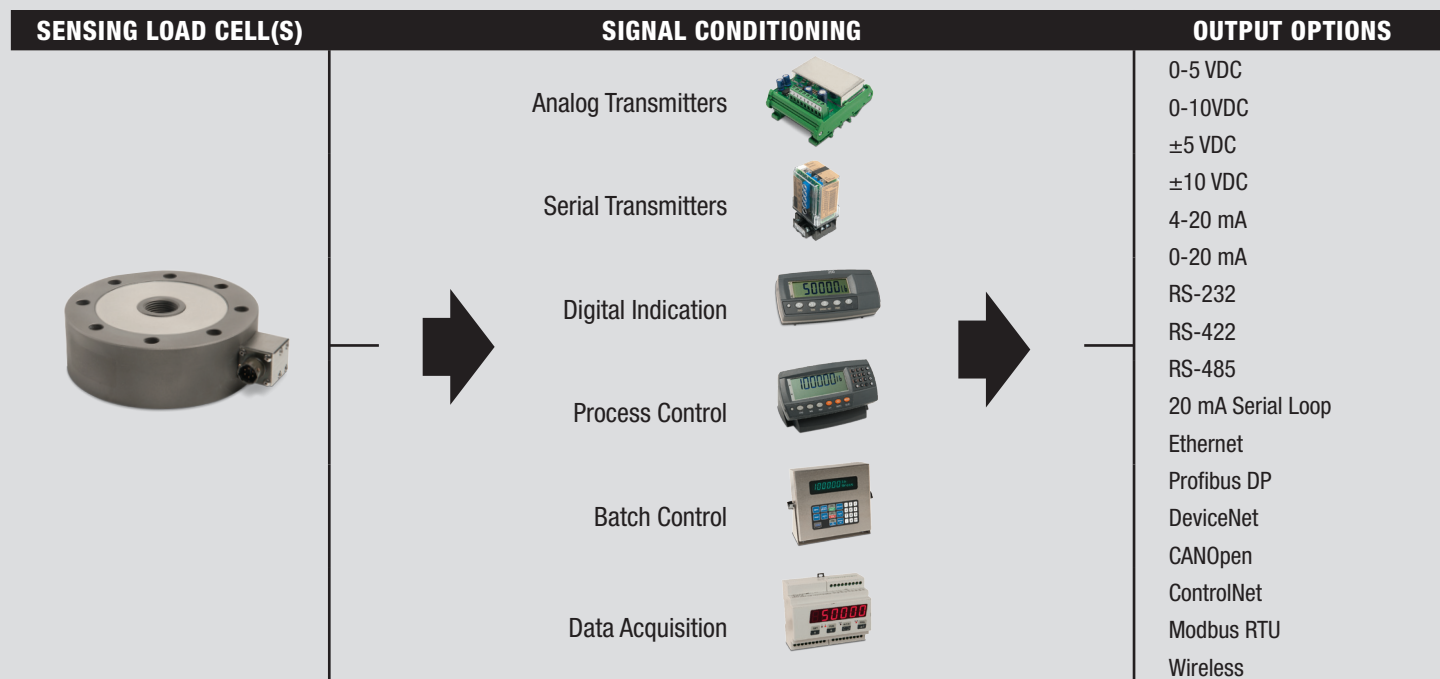 SENSING LOAD CELL(S)
SIGNAL CONDITIONING
OUTPUT OPTIONS
Analog Transmitters
Serial Transmitters
Digital Indication
50000
Process Control
Batch Control
Data Acquisition
50000
0-5 VDC
0-10VDC
±5 VDC
±10 VDC
4-20 mA
0-20 mA
RS-232
RS-422
RS-485
20 mA Serial Loop
Ethernet
Profibus DP
DeviceNet
CANOpen
ControlNet
Modbus RTU
Wireless